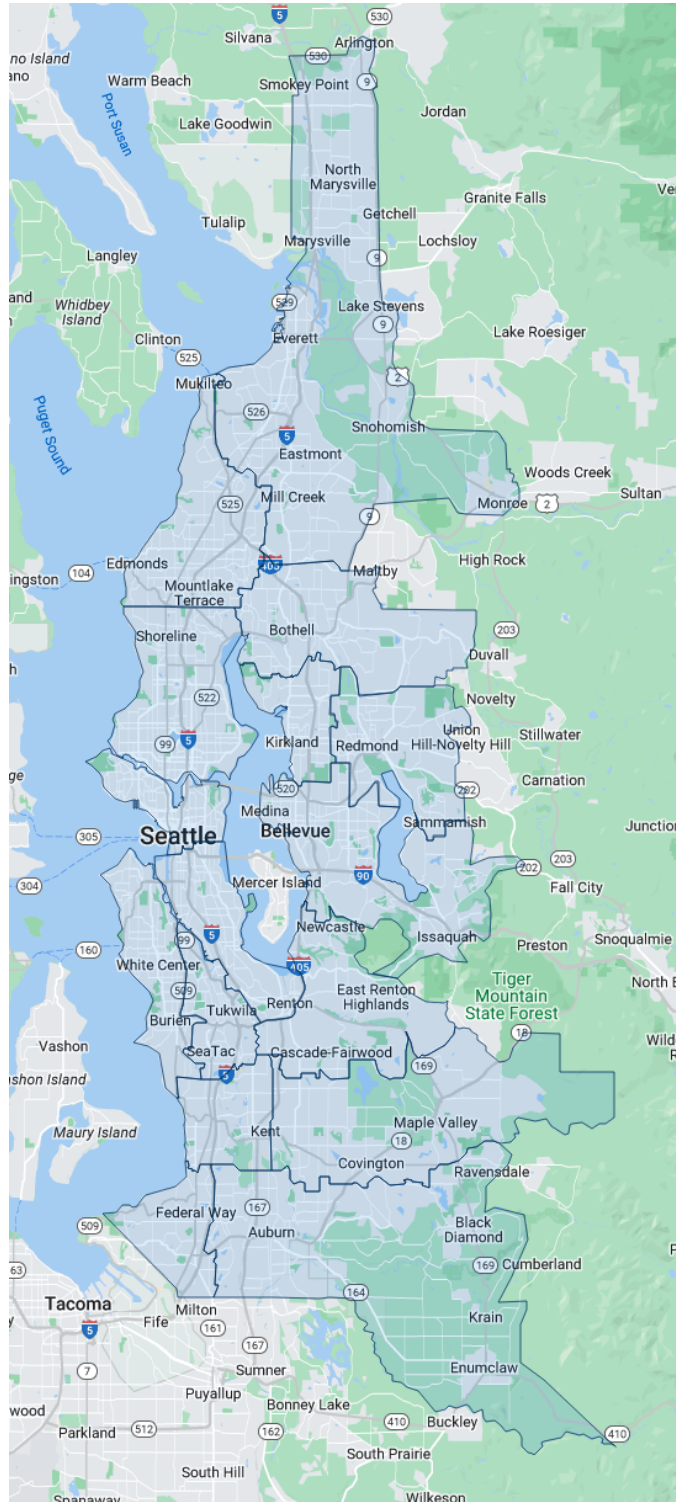 530
5
Silvana
Arlington
530
no Island
ano
Warm Beach
Smokey Point
9
Port Susan
Lake Goodwin
Jordan
North
Marysville
Granite Falls
Ver
Getchell
Tulalip
Marysville
Lochsloy
Langley
9
and
Whidbey
Island
529
Lake Stevens
9
Lake Roesiger
Clinton
Everett
525
Mukilteo
2
526
Puget Sound
5
Snohomish
Eastmont
Woods Creek
Mill Creek
Monroe
2
Sultan
525
9
Edmonds
405
Maltby
High Rock
104
ingston
Mountlake
Terrace
Shoreline
Bothell
203
Duvall
h
522
Novelty
Union
Hill-Novelty Hill
Stillwater
99
5
Kirkland
Redmond
ge
Carnation
520
202
Medina
Sammamish
Junction
305
Seattle
Bellevue
90
202
203
304
Mercer Island
Fall City
Newcastle
99
5
Issaquah
Preston
Snoqualmie
160
White Center
405
509
East Renton
Highlands
Tiger
Mountain
State Forest
North B
Tukwila
Renton
Burien
18
Vashon
SeaTac
Cascade-Fairwood
Wild
R
ashon Island
5
169
Maury Island
Kent
Maple Valley
18
Covington
Ravensdale
509
Federal Way
167
Auburn
Black
Diamond
169
Cumberland
63
164
Tacoma
Milton
Krain
5
Fife
161
167
7
Sumner
Enumclaw
Puyallup
wood
Bonney Lake
410
Buckley
410
512
Parkland
162
South Prairie
South Hill
Wilkeson
Spanaway